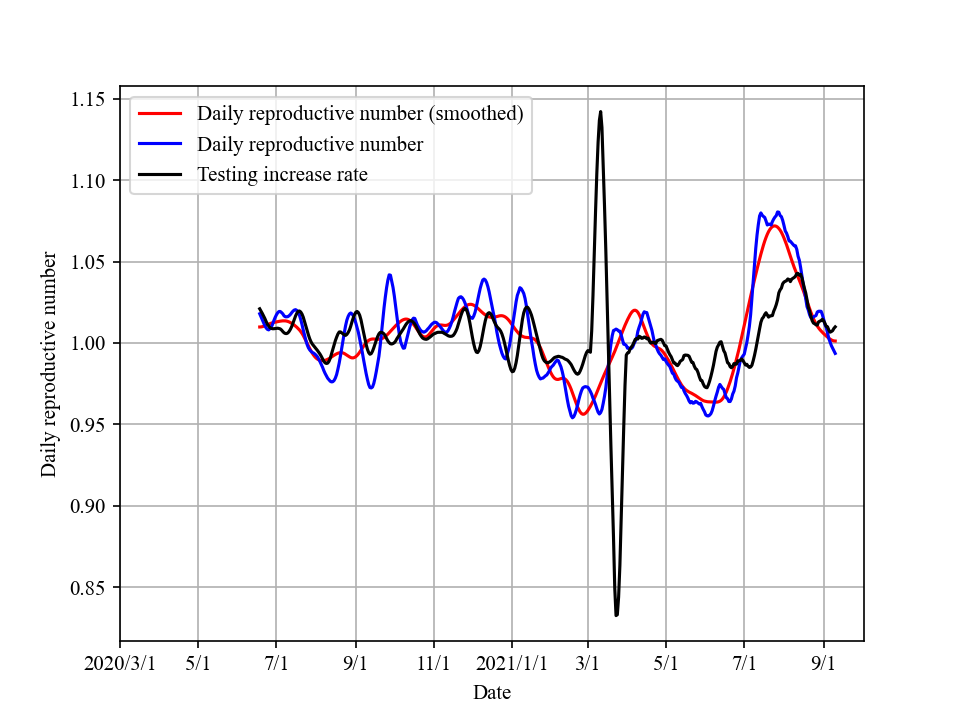 Daily reproductive number (smoothed)
Daily reproductive number
Testing increase rate
1.15
1.10
1.05
1.00
0.95
0.90
0.85
Daily reproductive number
2020/3/1 5/1 7/1 9/1 11/1 2021/1/1 3/1 5/1 7/1 9/1
Date